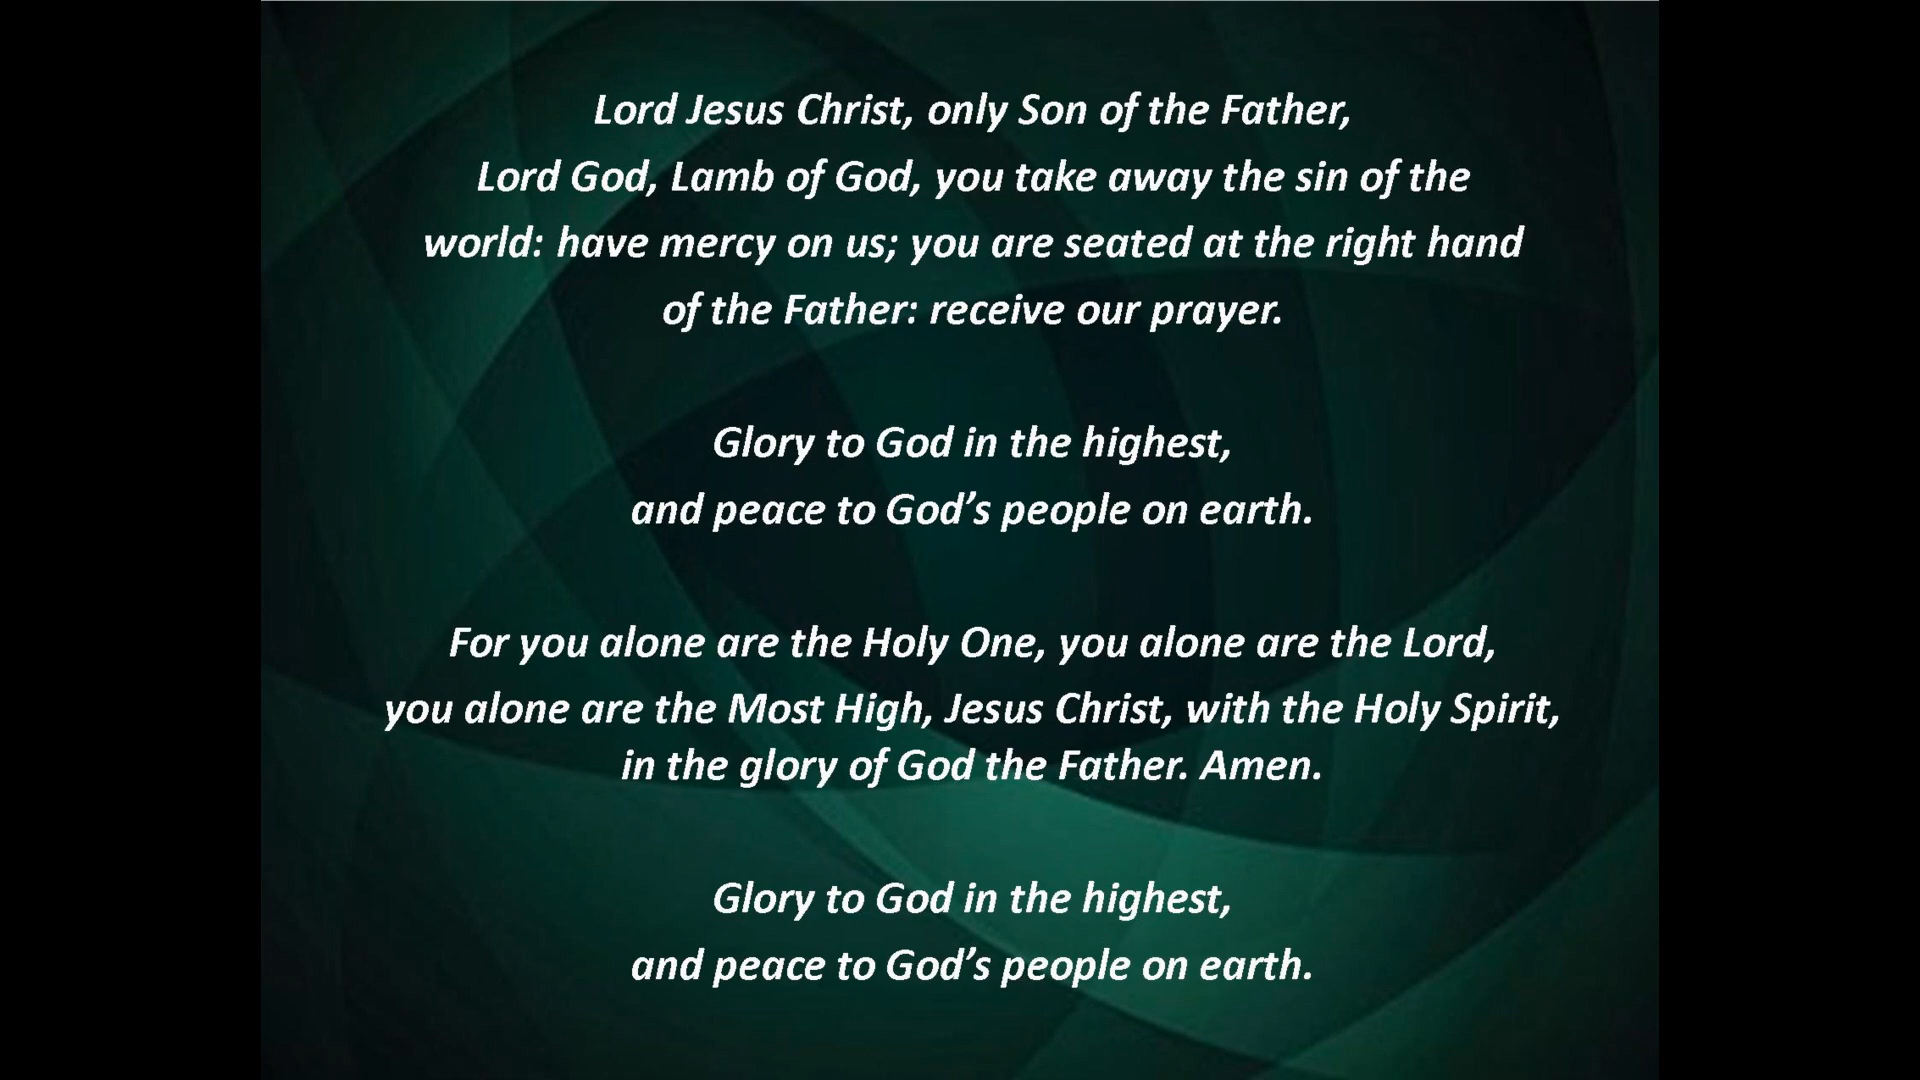 Lord Jesus Christ, only Son of the Father,
Lord God, Lamb of God, you take away the sin of the
world: have mercy on us; you are seated at the right hand
of the Father: receive our prayer.
Glory to God in the highest,
and peace to God’s people on earth.
For you alone are the Holy One, you alone are the Lord,
you alone are the Most High, Jesus Christ, with the Holy Spirit,
in the glory of God the Father. Amen.
Glory to God in the highest,
and peace to God’s people on earth.